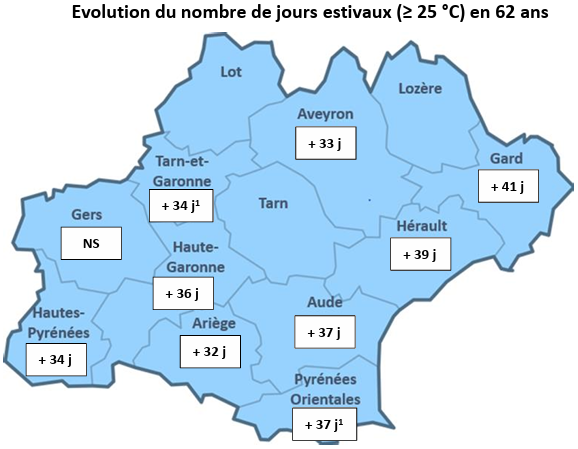 Evolution du nombre de jours estivaux (≥ 25 °C) en 62 ans
Lot
Lozère
Aveyron
+ 33 j
Tarn-et-
Garonne
+ 34 j¹
Gard
+ 41 j
Tarn
Gers
NS
Hérault
+ 39 j
Haute-
Garonne
+ 36 j
Aude
+ 37 j
Hautes-
Pyrénées
+ 34 j
Ariège
+ 32 j
Pyrénées
Orientales
+ 37 j¹